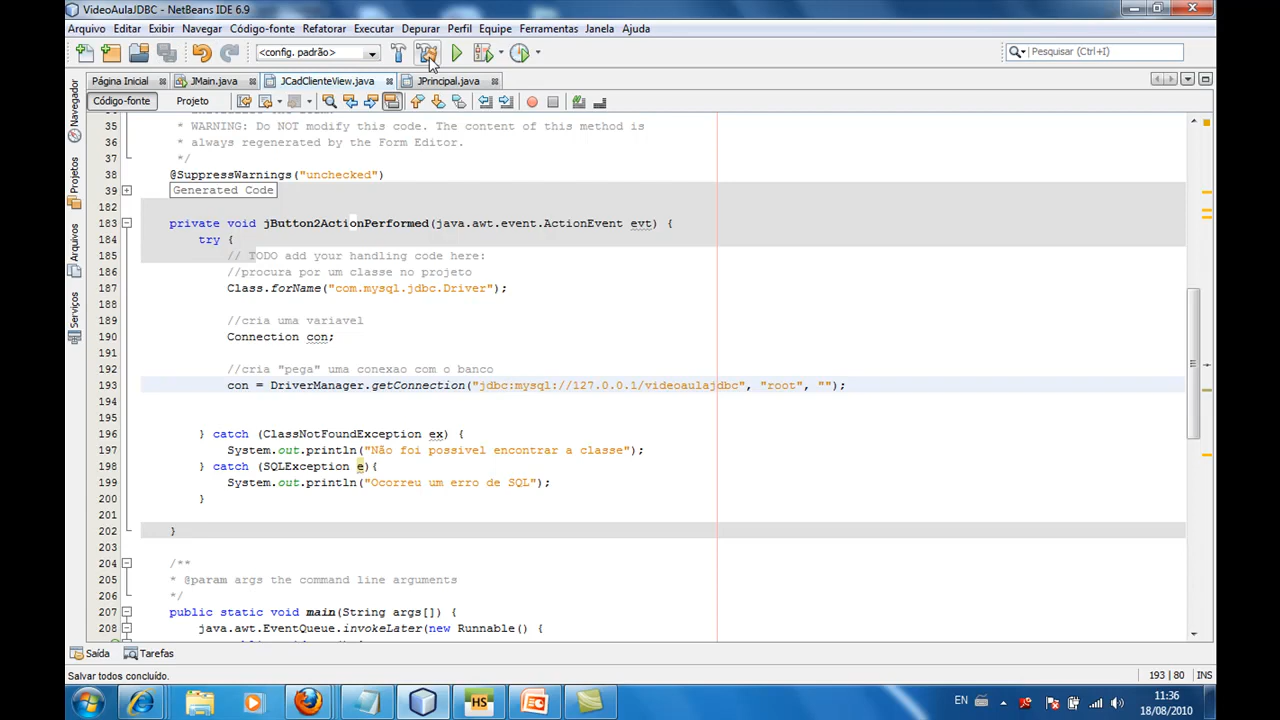 VideoAulaJDBC - NetBeans IDE 6.9
Arquivo Editar Exibir Navegar Código-fonte Refatorar Executar Depurar Perfil Equipe Ferramentas Janela Ajuda
<config. padrão> Pesquisar (Ctrl+I)
Página Inicial JMain.java JCadClienteView.java JPrincipal.java
Código-fonte Projeto
Navegador
Projetos
Arquivos
Serviços
35 * WARNING: Do NOT modify this code. The content of this method is
36 * always regenerated by the Form Editor.
37 */
38 @SuppressWarnings("unchecked")
39 Generated Code
182
183 private void jButton2ActionPerformed(java.awt.event.ActionEvent evt) {
184 try {
185 // TODO add your handling code here:
186 //procura por um classe no projeto
187 Class.forName("com.mysql.jdbc.Driver");
188
189 //cria uma variavel
190 Connection con;
191
192 //cria "pega" uma conexao com o banco
193 con = DriverManager.getConnection("jdbc:mysql://127.0.0.1/videoaulajdbc", "root", "");
194
195
196 } catch (ClassNotFoundException ex) {
197 System.out.println("Não foi possivel encontrar a classe");
198 } catch (SQLException e){
199 System.out.println("Ocorreu um erro de SQL");
200 }
201
202 }
203
204 /**
205 * @param args the command line arguments
206 */
207 public static void main(String args[]) {
208 java.awt.EventQueue.invokeLater(new Runnable() {
Saída Tarefas
Salvar todos concluído. 193 | 80 INS
HS EN 11:36
18/08/2010